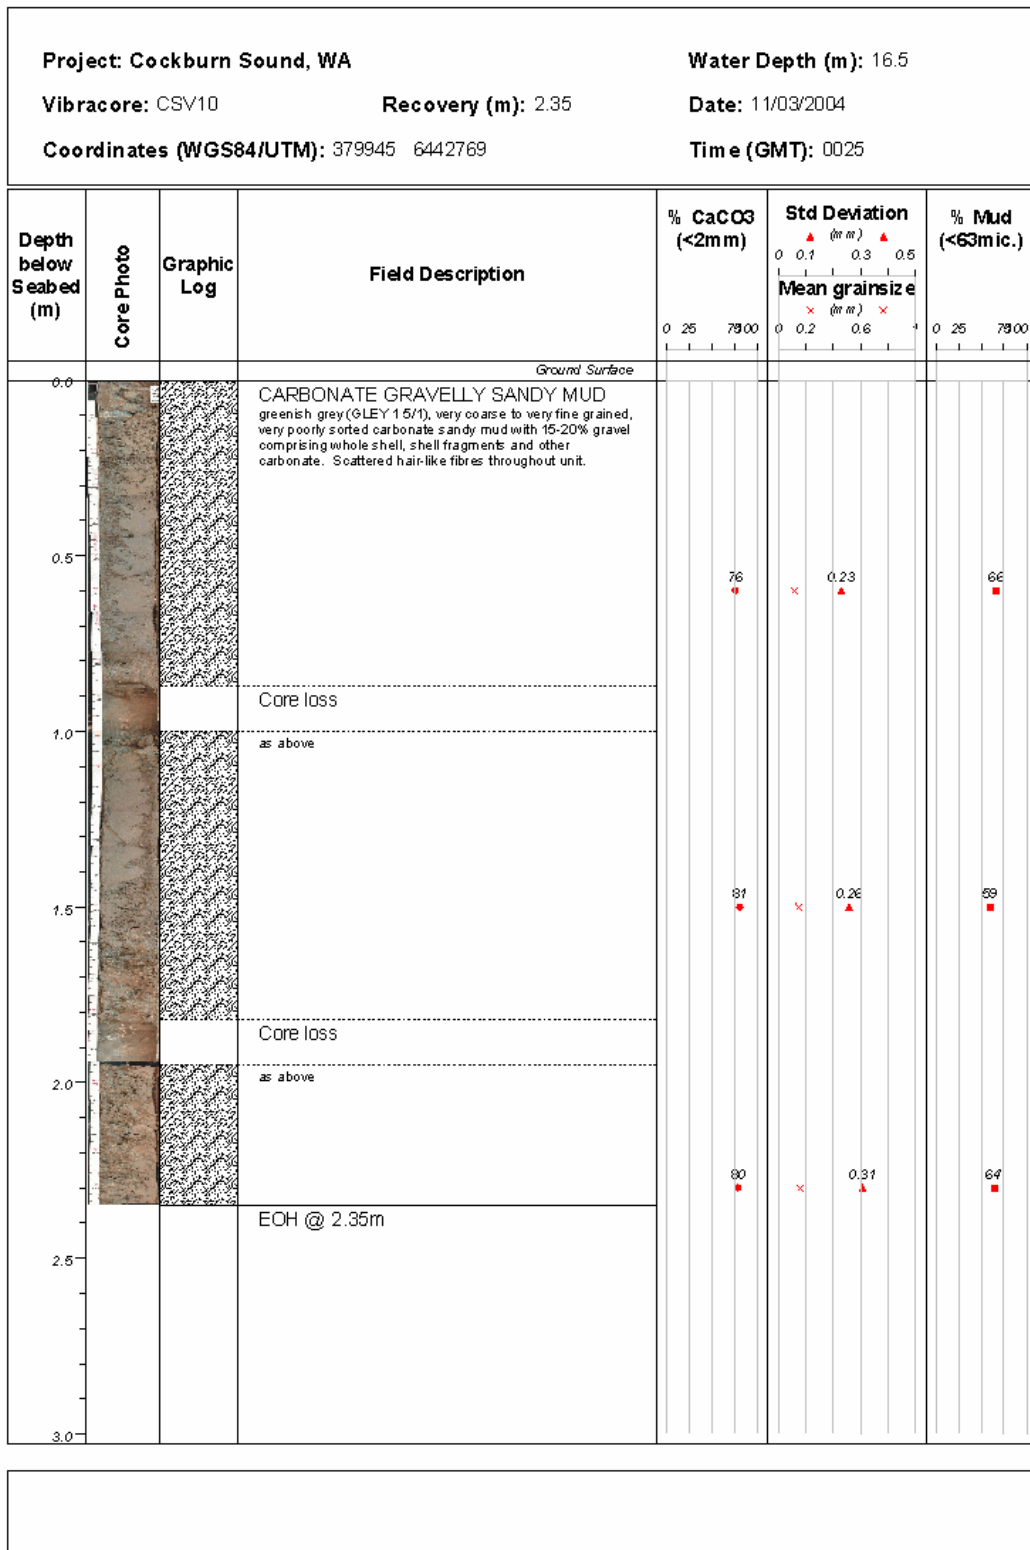 Project: Cockburn Sound, WA
Water Depth (m): 16.5
Vibracore: CSV10
Recovery (m): 2.35
Date: 11/03/2004
Coordinates (WGS84/UTM): 379945 6442769
Time (GMT): 0025
Depth
below
Seabed
(m)
Core Photo
Graphic
Log
Field Description
% CaCO3
(<2mm)
0 25 75 100
Std Deviation
(mm)
0 0.1 0.3 0.5
Mean grainsize
(mm)
0 0.2 0.6 1
% Mud
(<63mic.)
0 25 75 100
Ground Surface
0.0
CARBONATE GRAVELLY SANDY MUD
greenish grey(GLEY 1 5/1), very coarse to very fine grained,
very poorly sorted carbonate sandy mud with 15-20% gravel
comprising whole shell, shell fragments and other
carbonate. Scattered hair-like fibres throughout unit.
0.5
76 0.23 66
Core loss
1.0
as above
81 0.26 59
1.5
Core loss
as above
2.0
80 0.31 64
EOH @ 2.35m
2.5
3.0